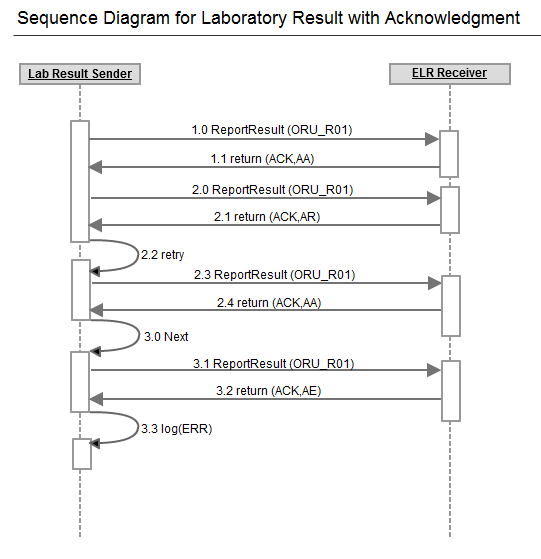 Sequence Diagram for Laboratory Result with Acknowledgment
Lab Result Sender
ELR Receiver
1.0 ReportResult (ORU_R01)
1.1 return (ACK,AA)
2.0 ReportResult (ORU_R01)
2.1 return (ACK,AR)
2.2 retry
2.3 ReportResult (ORU_R01)
2.4 return (ACK,AA)
3.0 Next
3.1 ReportResult (ORU_R01)
3.2 return (ACK,AE)
3.3 log(ERR)